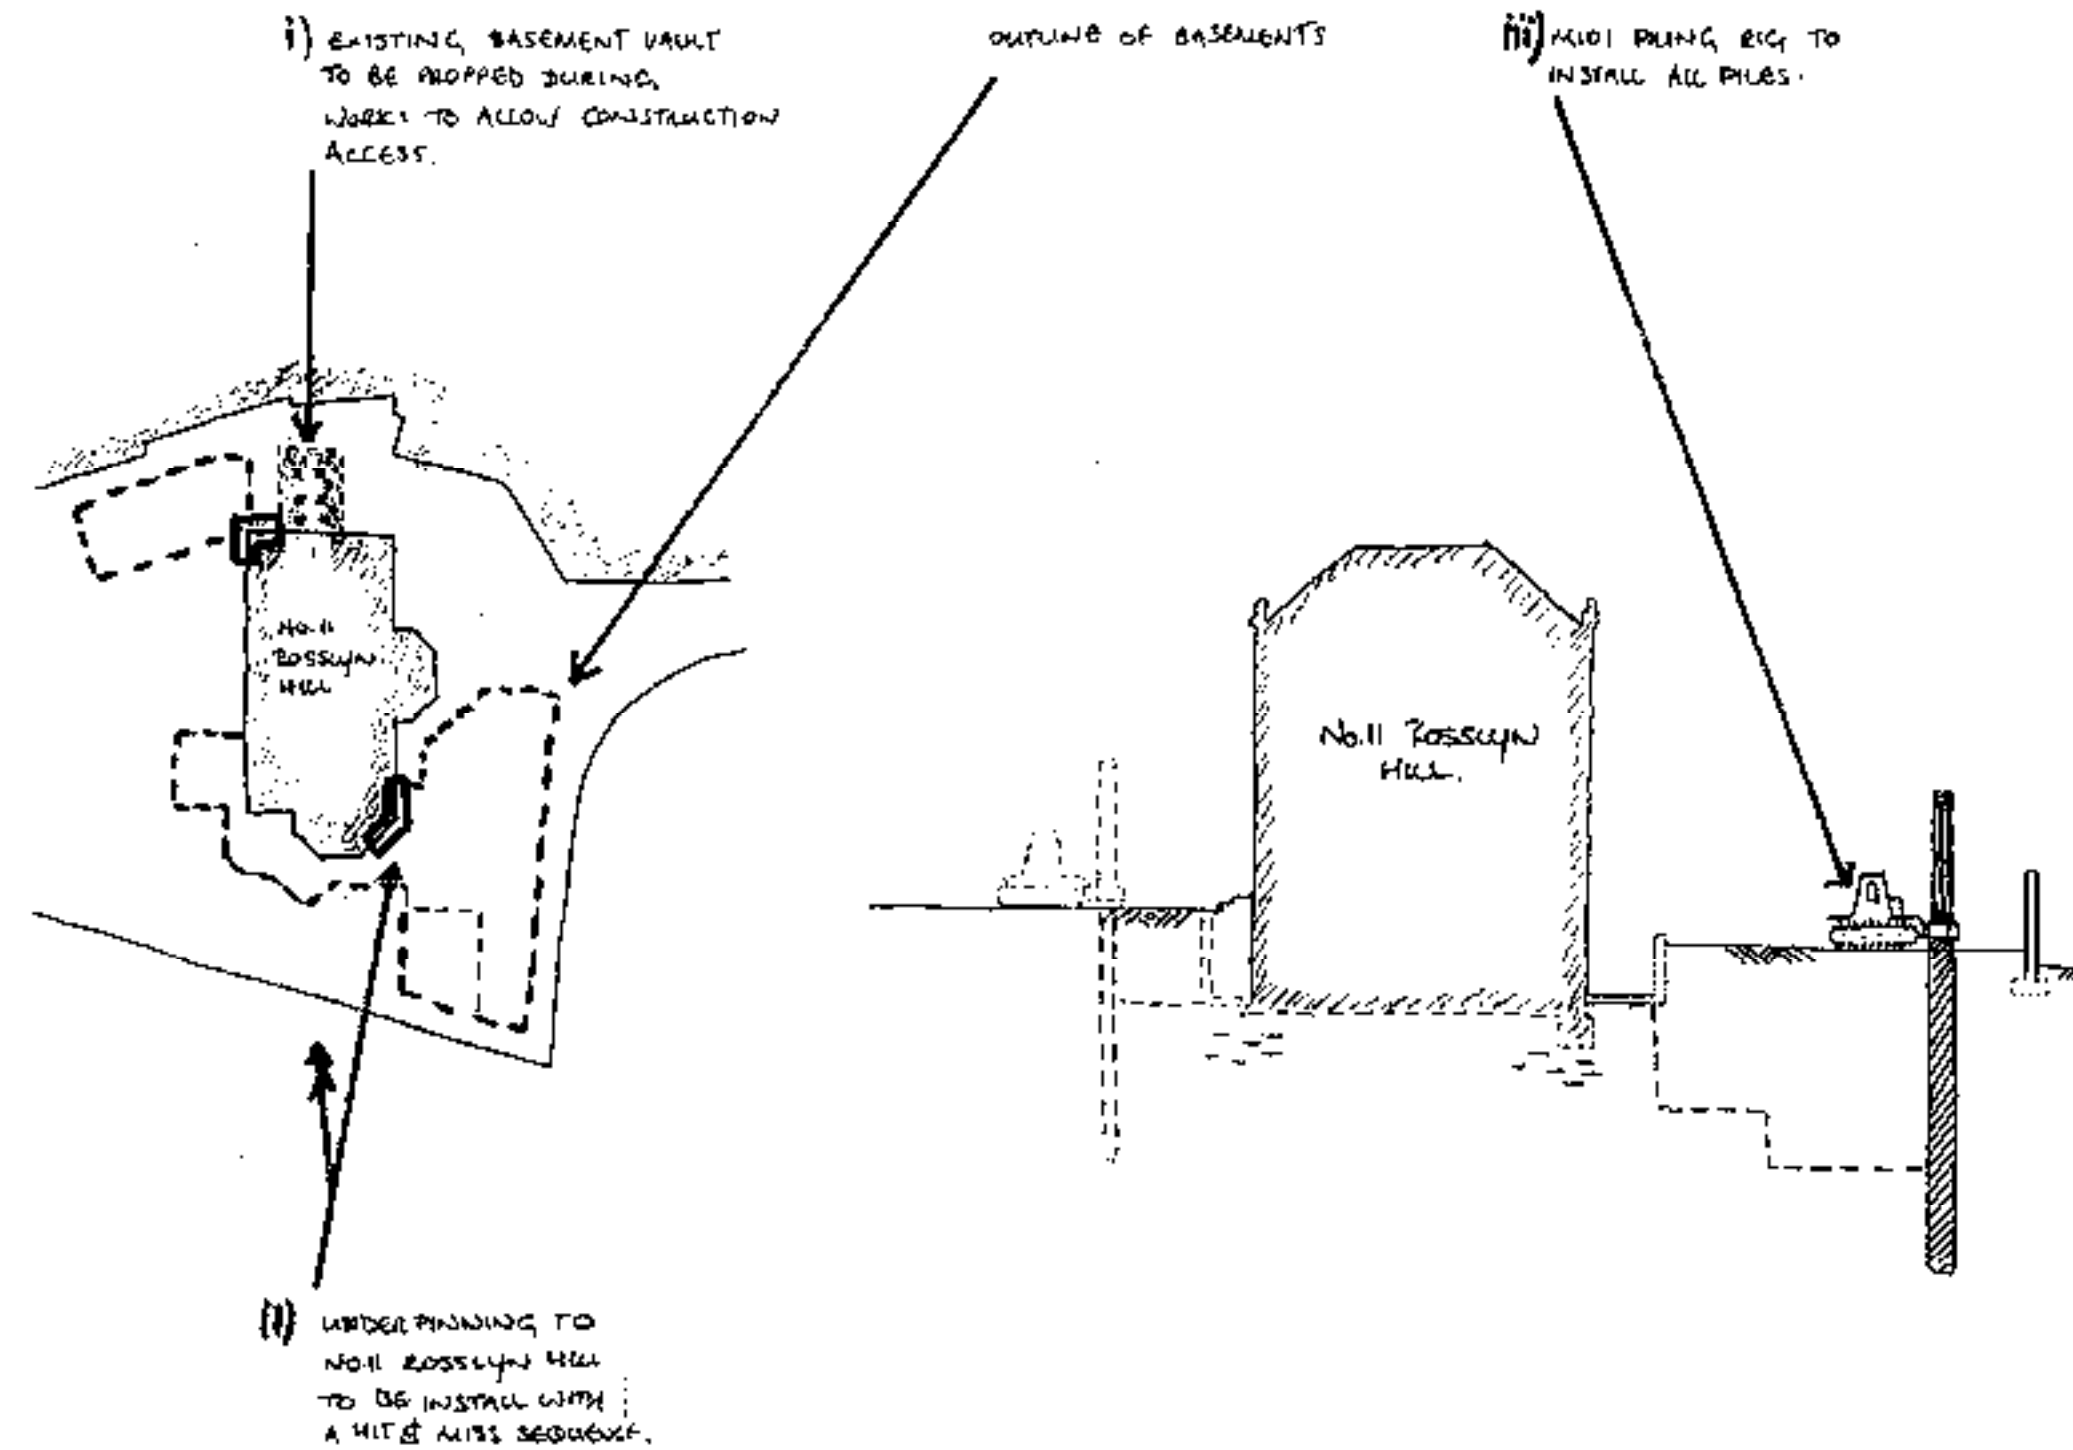 i) EXISTING BASEMENT VAULT
TO BE PROPPED DURING
WORKS TO ALLOW CONSTRUCTION
ACCESS.
OUTLINE OF BASEMENTS
iii) MIDI PILING RIG TO
INSTALL ALL PILES.
No.11
ROSSLYN
HILL
No.11 ROSSLYN
HILL.
ii) UNDERPINNING TO
No.11 ROSSLYN HILL
TO BE INSTALL WITH
A HIT & MISS SEQUENCE.